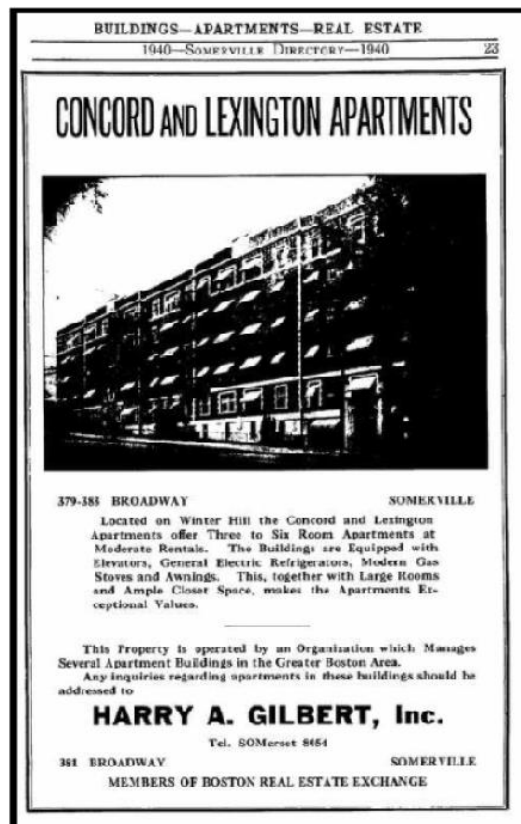 BUILDINGS—APARTMENTS—REAL ESTATE
1940—SOMERVILLE DIRECTORY—1940 23
CONCORD AND LEXINGTON APARTMENTS
379-385 BROADWAY SOMERVILLE
Located on Winter Hill the Concord and Lexington
Apartments offer Three to Six Room Apartments at
Moderate Rentals. The Buildings are Equipped with
Elevators, General Electric Refrigerators, Modern Gas
Stoves and Awnings. This, together with Large Rooms
and Ample Closet Space, makes the Apartments Ex-
ceptional Values.
This Property is operated by an Organization which Manages
Several Apartment Buildings in the Greater Boston Area.
Any inquiries regarding apartments in these buildings should be
addressed to
HARRY A. GILBERT, Inc.
Tel. SOMerset 8654
381 BROADWAY SOMERVILLE
MEMBERS OF BOSTON REAL ESTATE EXCHANGE